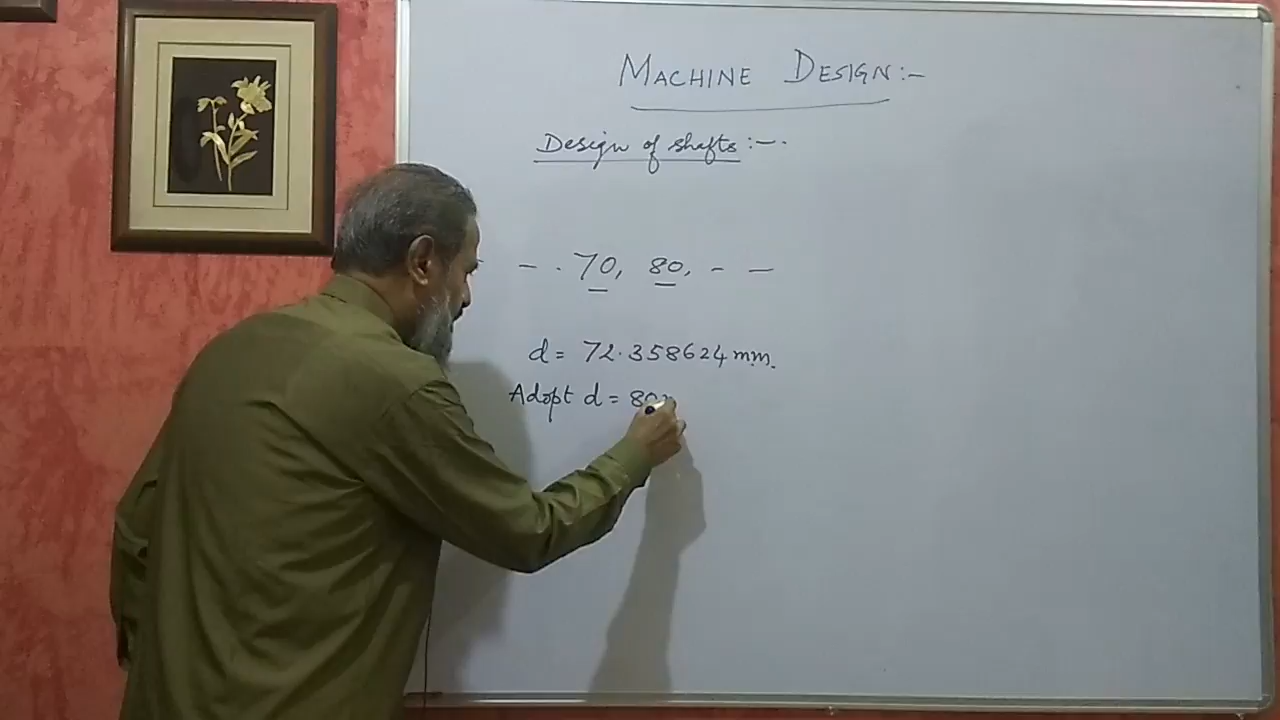 MACHINE DESIGN:-
Design of shafts:-.
- . 70, 80, - -
d = 72.358624 mm.
Adopt d = 80